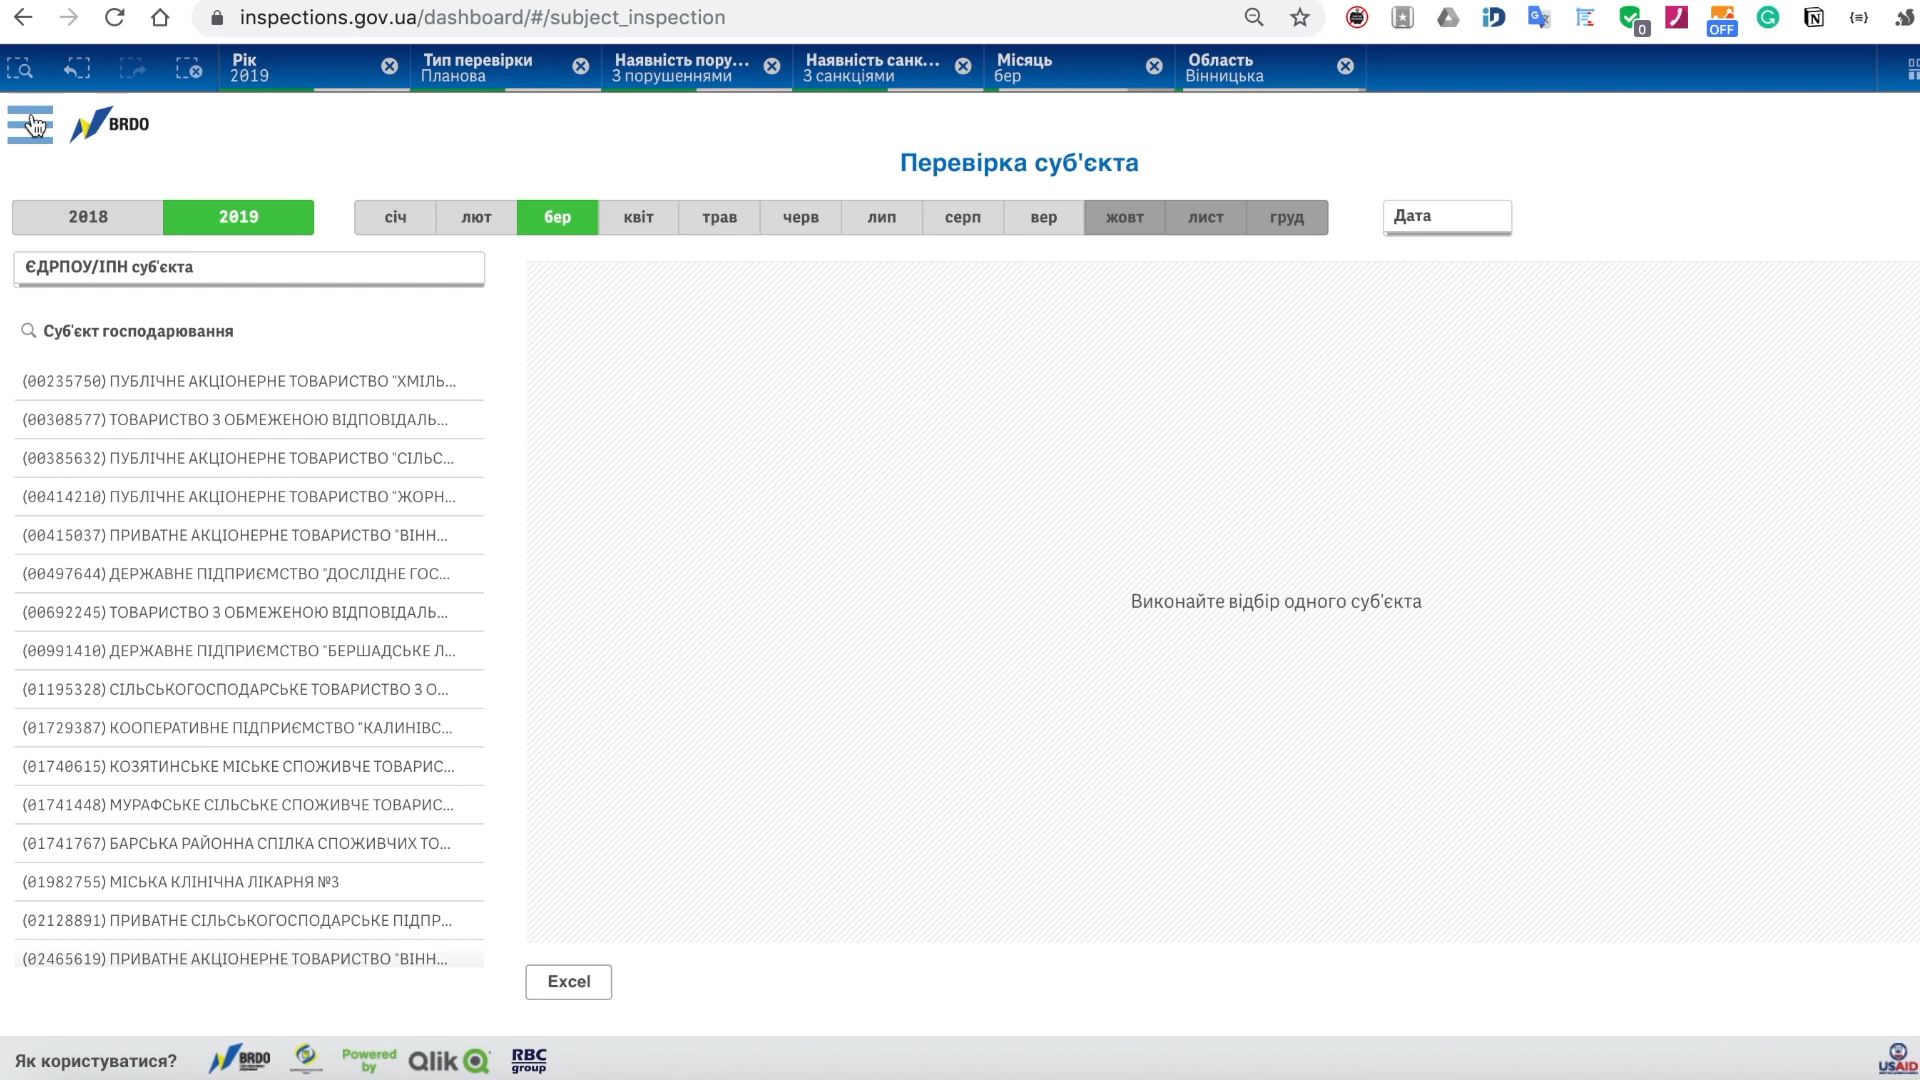 inspections.gov.ua/dashboard/#/subject_inspection
OFF
0
Рік
2019
Тип перевірки
Планова
Наявність пору...
З порушеннями
Наявність санк...
З санкціями
Місяць
бер
Область
Вінницька
BRDO
Перевірка суб'єкта
2018
2019
січ
лют
бер
квіт
трав
черв
лип
серп
вер
жовт
лист
груд
Дата
ЄДРПОУ/ІПН суб'єкта
Суб'єкт господарювання
(00235750) ПУБЛІЧНЕ АКЦІОНЕРНЕ ТОВАРИСТВО "ХМІЛЬ...
(00308577) ТОВАРИСТВО З ОБМЕЖЕНОЮ ВІДПОВІДАЛЬ...
(00385632) ПУБЛІЧНЕ АКЦІОНЕРНЕ ТОВАРИСТВО "СІЛЬС...
(00414210) ПУБЛІЧНЕ АКЦІОНЕРНЕ ТОВАРИСТВО "ЖОРН...
(00415037) ПРИВАТНЕ АКЦІОНЕРНЕ ТОВАРИСТВО "ВІНН...
(00497644) ДЕРЖАВНЕ ПІДПРИЄМСТВО "ДОСЛІДНЕ ГОС...
(00692245) ТОВАРИСТВО З ОБМЕЖЕНОЮ ВІДПОВІДАЛЬ...
(00991410) ДЕРЖАВНЕ ПІДПРИЄМСТВО "БЕРШАДСЬКЕ Л...
(01195328) СІЛЬСЬКОГОСПОДАРСЬКЕ ТОВАРИСТВО З О...
(01729387) КООПЕРАТИВНЕ ПІДПРИЄМСТВО "КАЛИНІВС...
(01740615) КОЗЯТИНСЬКЕ МІСЬКЕ СПОЖИВЧЕ ТОВАРИС...
(01741448) МУРАФСЬКЕ СІЛЬСЬКЕ СПОЖИВЧЕ ТОВАРИС...
(01741767) БАРСЬКА РАЙОННА СПІЛКА СПОЖИВЧИХ ТО...
(01982755) МІСЬКА КЛІНІЧНА ЛІКАРНЯ №3
(02128891) ПРИВАТНЕ СІЛЬСЬКОГОСПОДАРСЬКЕ ПІДПР...
(02465619) ПРИВАТНЕ АКЦІОНЕРНЕ ТОВАРИСТВО "ВІНН...
Виконайте відбір одного суб'єкта
Excel
Як користуватися?
BRDO
Powered by
Qlik
RBC group
USAID